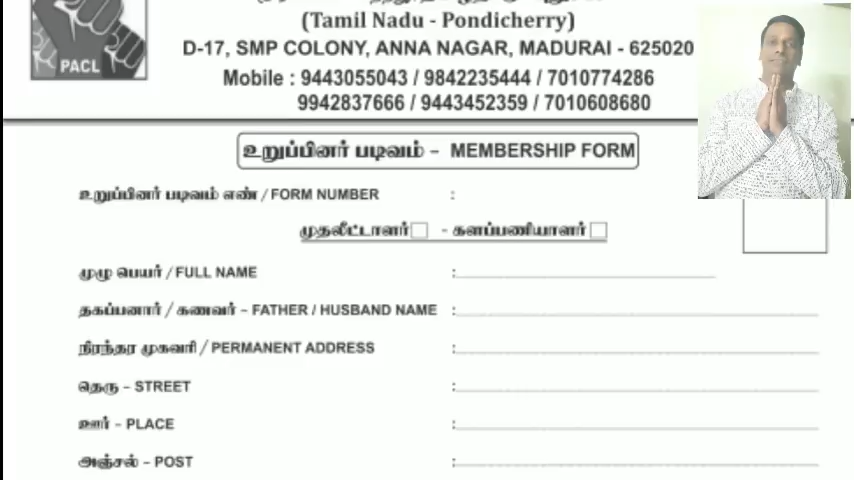 (Tamil Nadu - Pondicherry)
D-17, SMP COLONY, ANNA NAGAR, MADURAI - 625020
PACL
Mobile : 9443055043 / 9842235444 / 7010774286
9942837666 / 9443452359 / 7010608680
உறுப்பினர் படிவம் – MEMBERSHIP FORM
உறுப்பினர் படிவம் எண் / FORM NUMBER :
முதலீட்டாளர் - களப்பணியாளர்
முழு பெயர் / FULL NAME :
தகப்பனார் / கணவர் – FATHER / HUSBAND NAME :
நிரந்தர முகவரி / PERMANENT ADDRESS :
தெரு – STREET :
ஊர் – PLACE :
அஞ்சல் – POST :